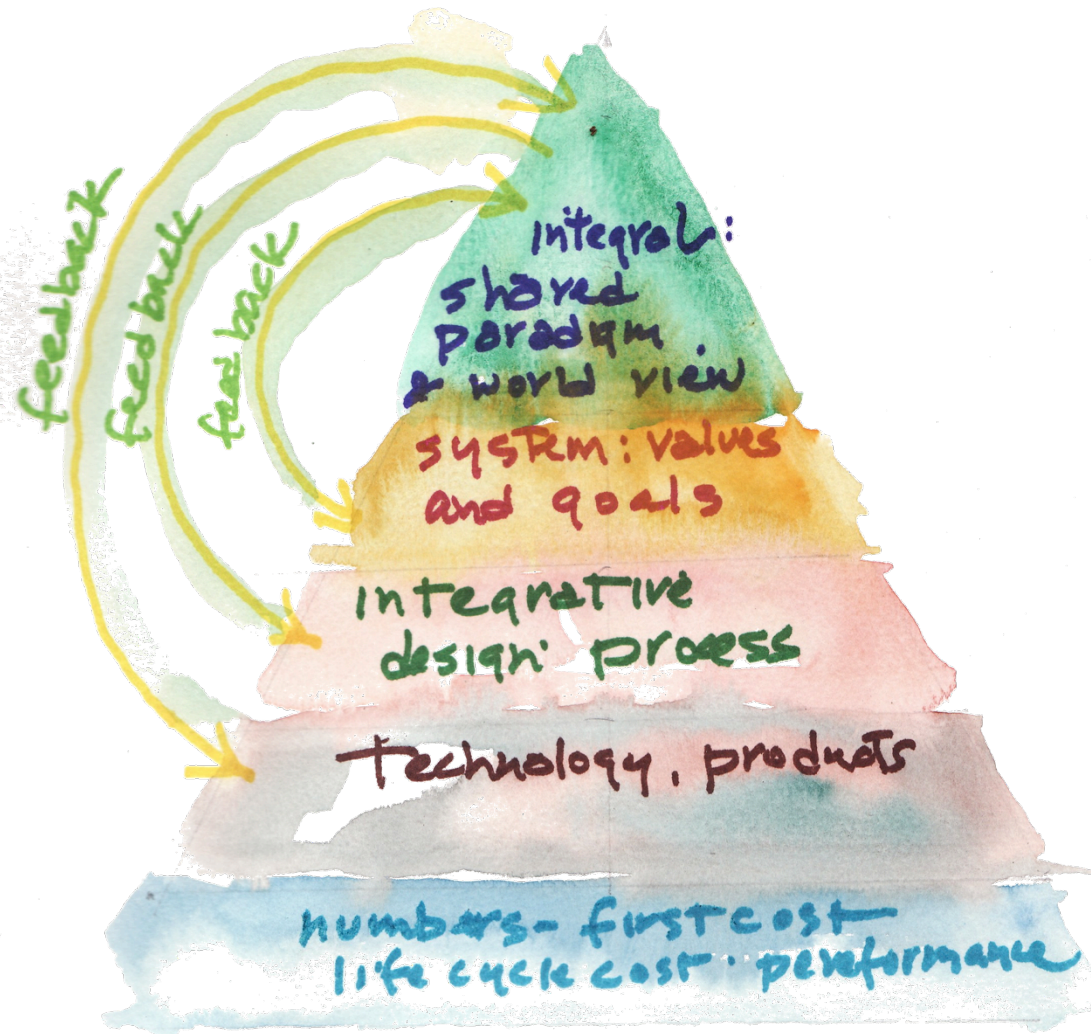 feedback
feedback
feedback
integral:
shared
paradigm
& world view
system: values
and goals
integrative
design process
technology, products
numbers- first cost
life cycle cost · pereformance